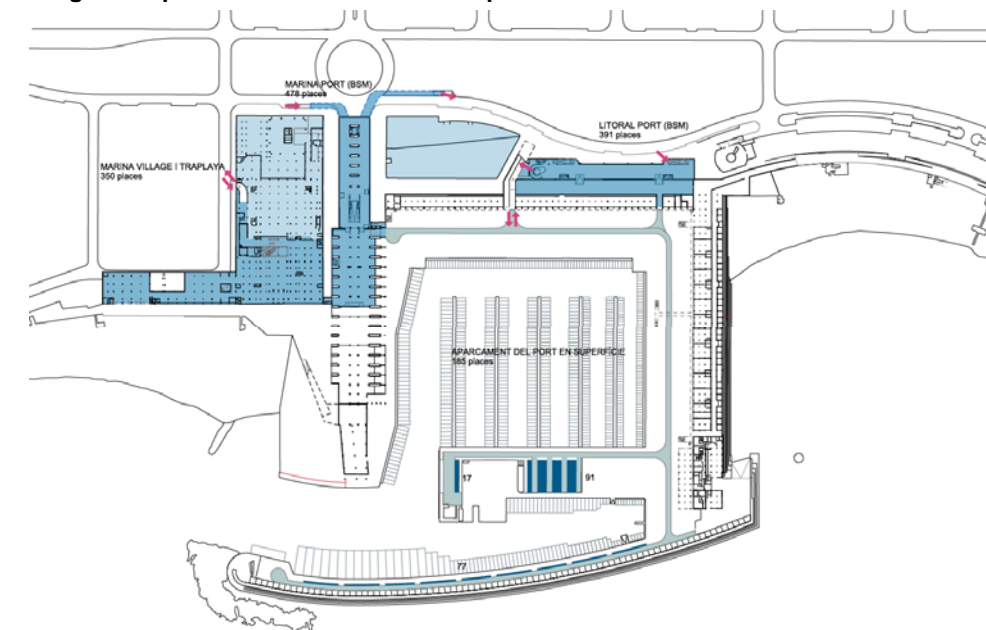 MARINA PORT (BSM)
478 places
LITORAL PORT (BSM)
391 places
MARINA VILLAGE I TRAPLAYA
350 places
APARCAMENT DEL PORT EN SUPERFÍCIE
185 places
17
91
77